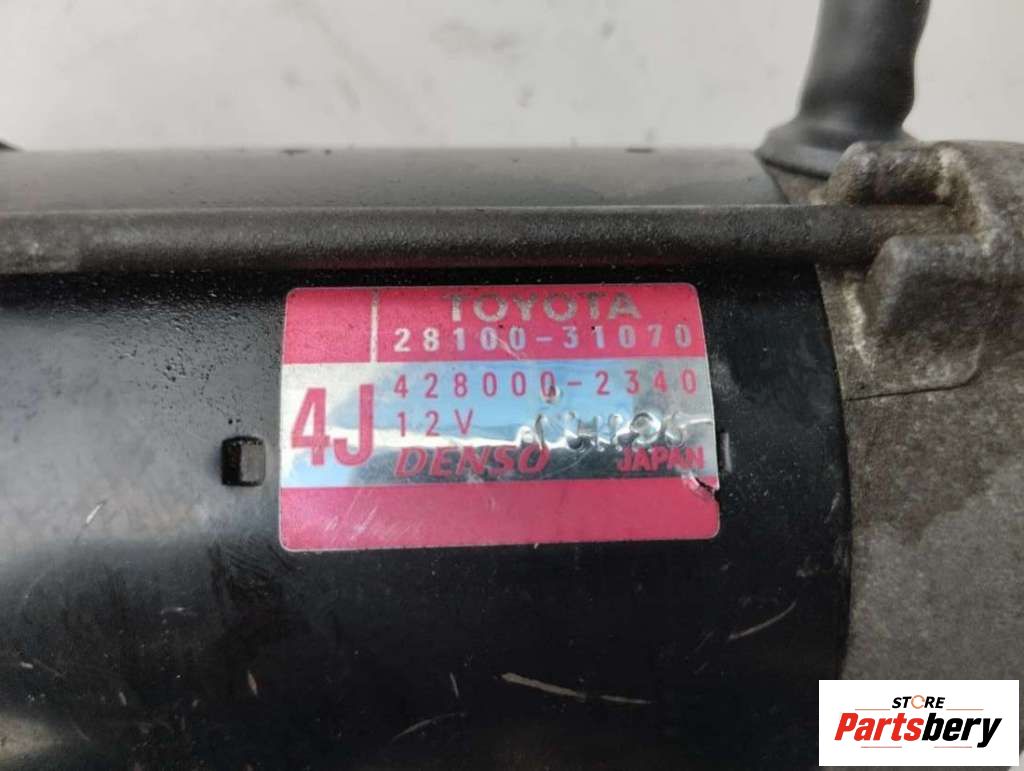 TOYOTA
28100-31070
4J
428000-2340
12V
DENSO JAPAN
STORE
Partsbery